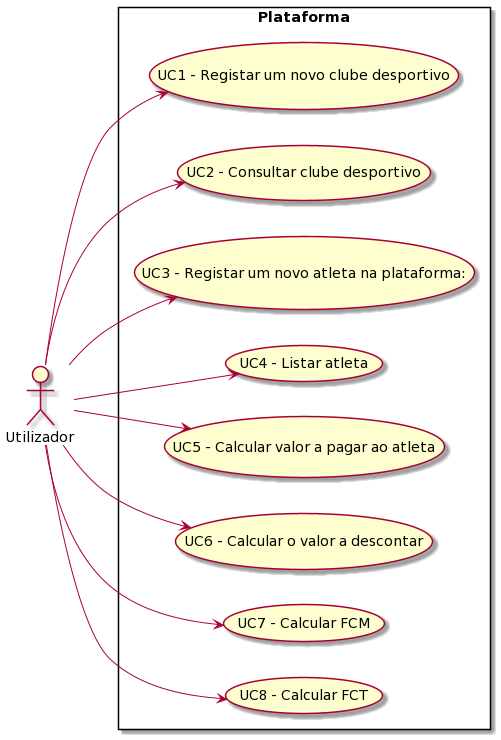 Plataforma
UC1 - Registar um novo clube desportivo
UC2 - Consultar clube desportivo
UC3 - Registar um novo atleta na plataforma:
UC4 - Listar atleta
Utilizador
UC5 - Calcular valor a pagar ao atleta
UC6 - Calcular o valor a descontar
UC7 - Calcular FCM
UC8 - Calcular FCT